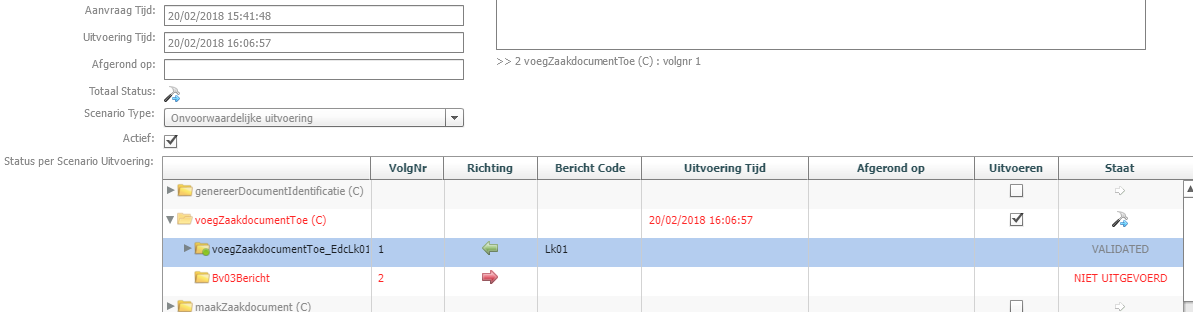 Aanvraag Tijd:
20/02/2018 15:41:48
Uitvoering Tijd:
20/02/2018 16:06:57
Afgerond op:
>> 2 voegZaakdocumentToe (C) : volgnr 1
Totaal Status:
Scenario Type:
Onvoorwaardelijke uitvoering
Actief:
Status per Scenario Uitvoering:
VolgNr Richting Bericht Code Uitvoering Tijd Afgerond op Uitvoeren Staat
genereerDocumentIdentificatie (C)
voegZaakdocumentToe (C) 20/02/2018 16:06:57
voegZaakdocumentToe_EdcLk01 1 Lk01 VALIDATED
Bv03Bericht 2 NIET UITGEVOERD
maakZaakdocument (C)